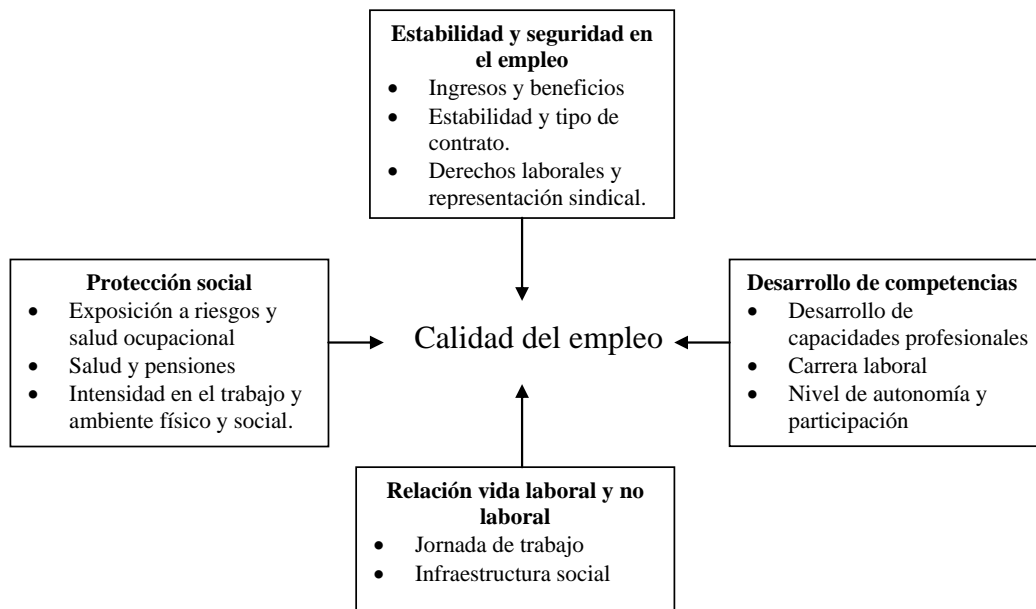 Estabilidad y seguridad en
el empleo
• Ingresos y beneficios
• Estabilidad y tipo de
contrato.
• Derechos laborales y
representación sindical.
Protección social
• Exposición a riesgos y
salud ocupacional
• Salud y pensiones
• Intensidad en el trabajo y
ambiente físico y social.
Calidad del empleo
Desarrollo de competencias
• Desarrollo de
capacidades profesionales
• Carrera laboral
• Nivel de autonomía y
participación
Relación vida laboral y no
laboral
• Jornada de trabajo
• Infraestructura social